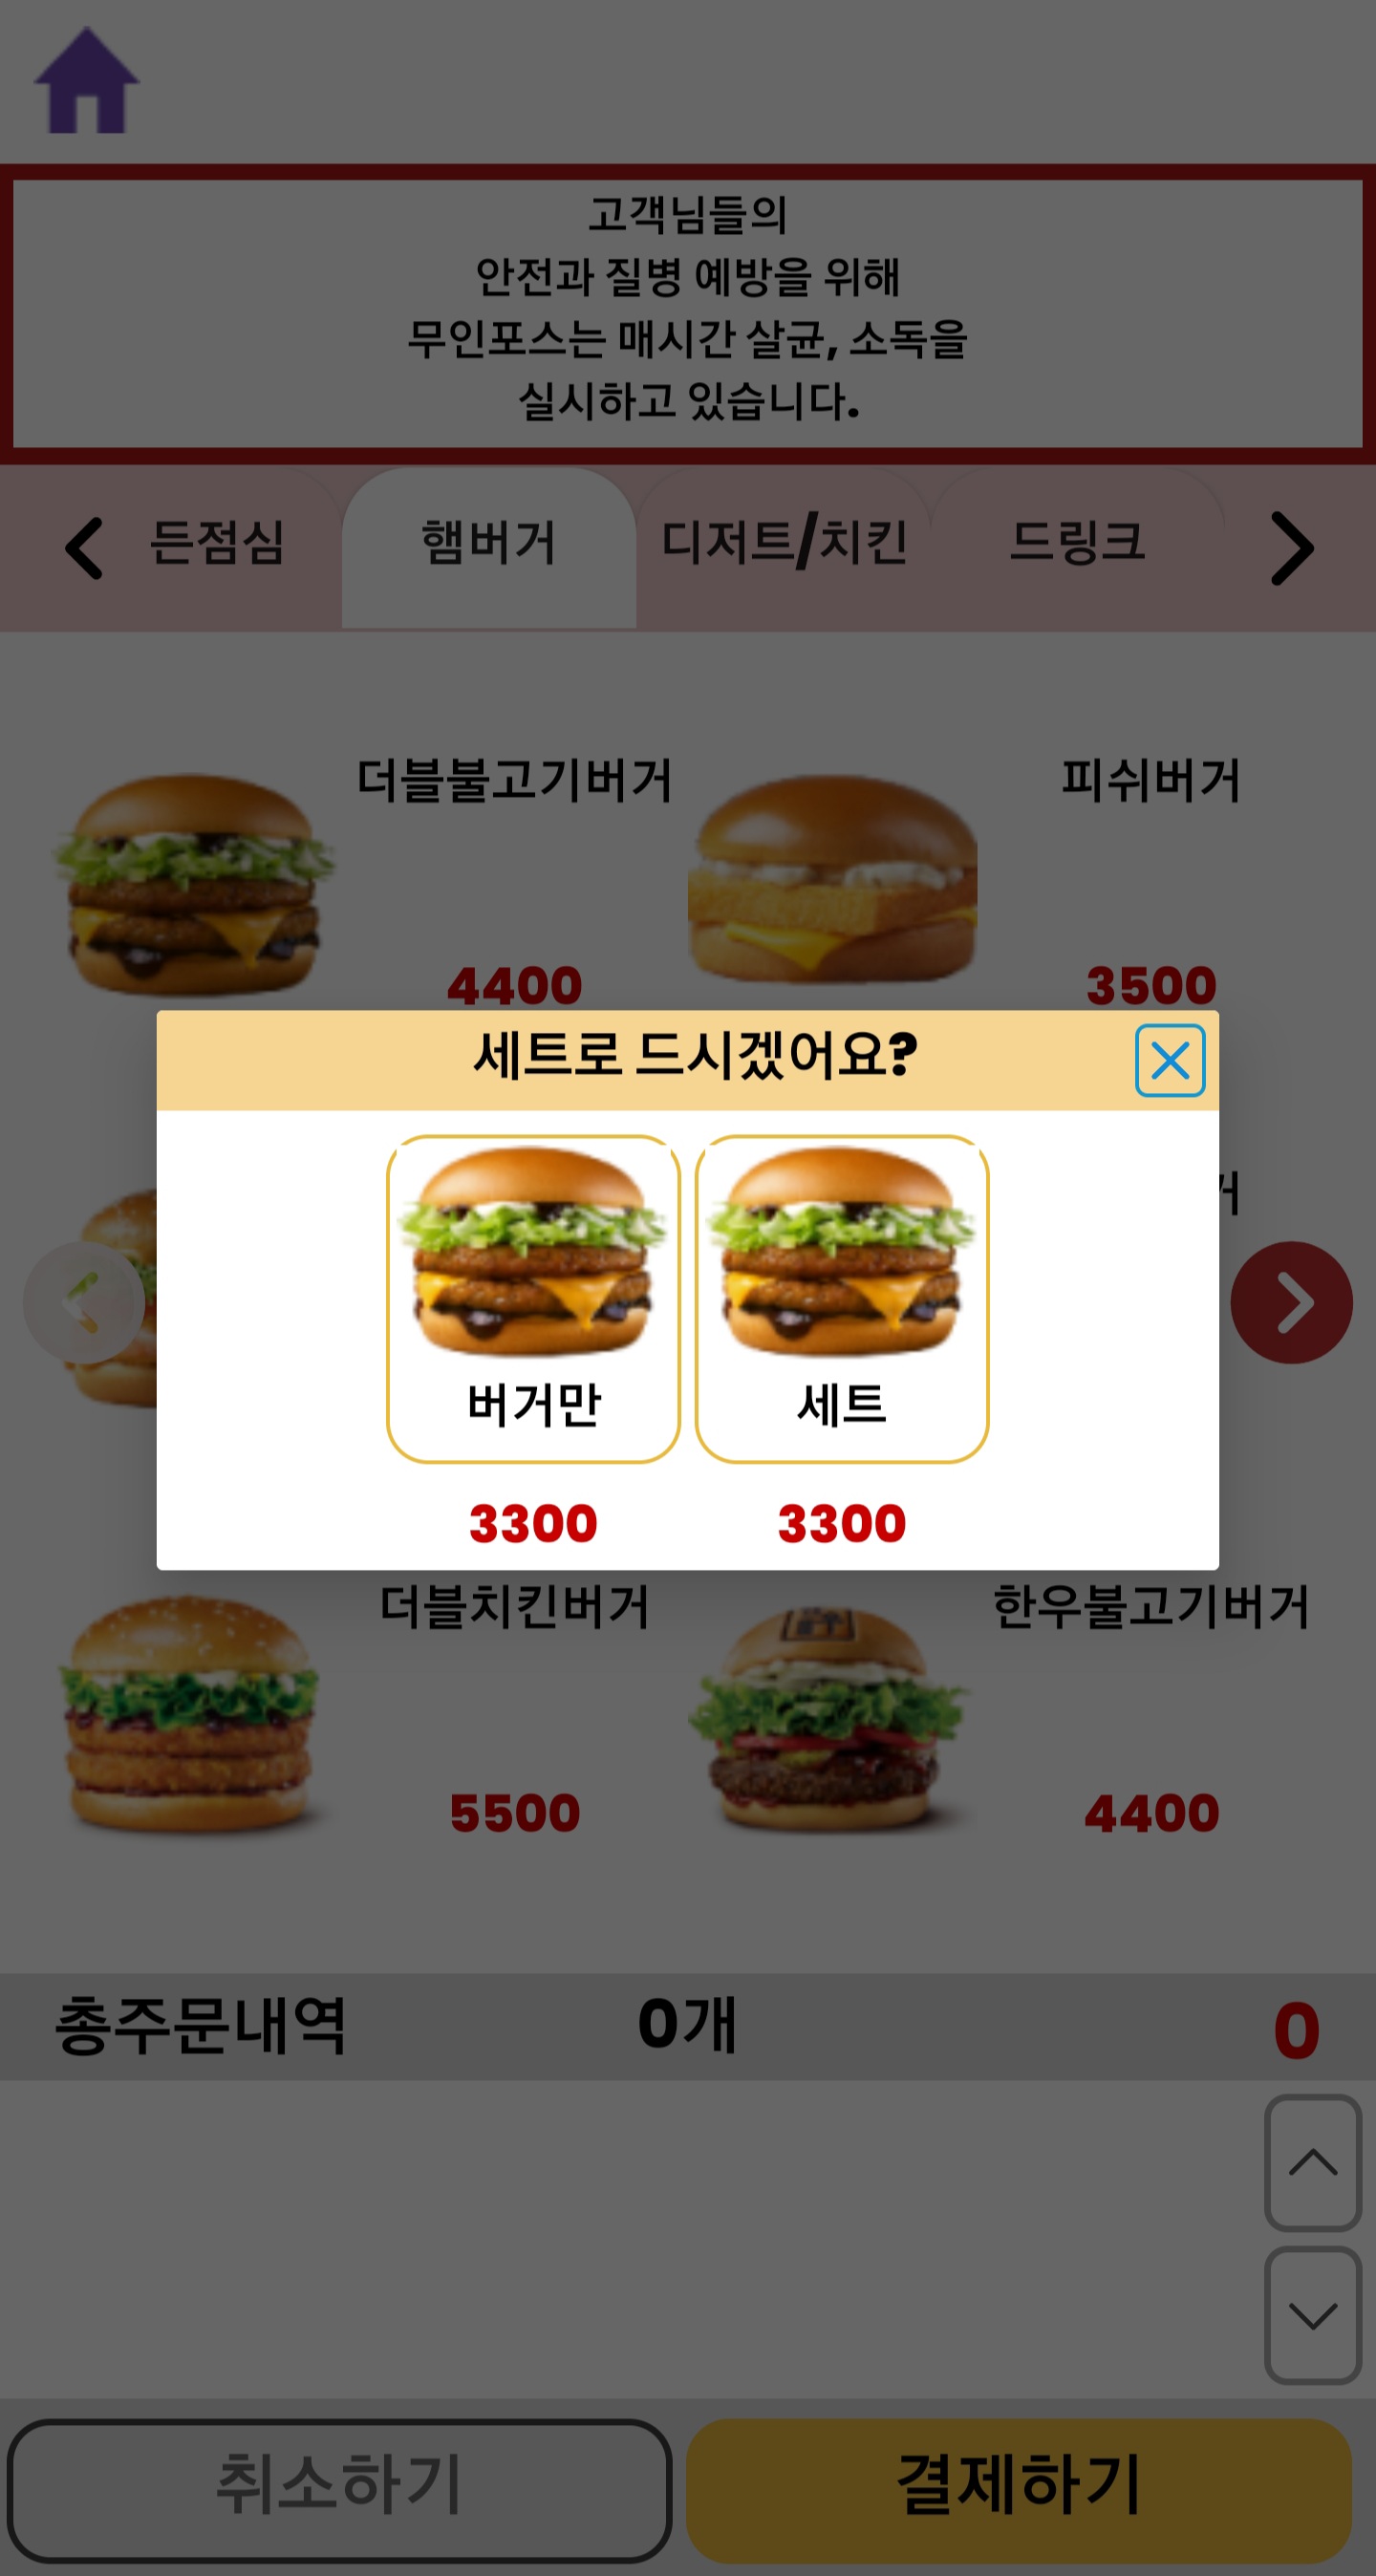 고객님들의
안전과 질병 예방을 위해
무인포스는 매시간 살균, 소독을
실시하고 있습니다.
든점심 햄버거 디저트/치킨 드링크
더블불고기버거 피쉬버거
4400 3500
세트로 드시겠어요?
거
버거만 세트
3300 3300
더블치킨버거 한우불고기버거
5500 4400
총주문내역 0개 0
취소하기 결제하기